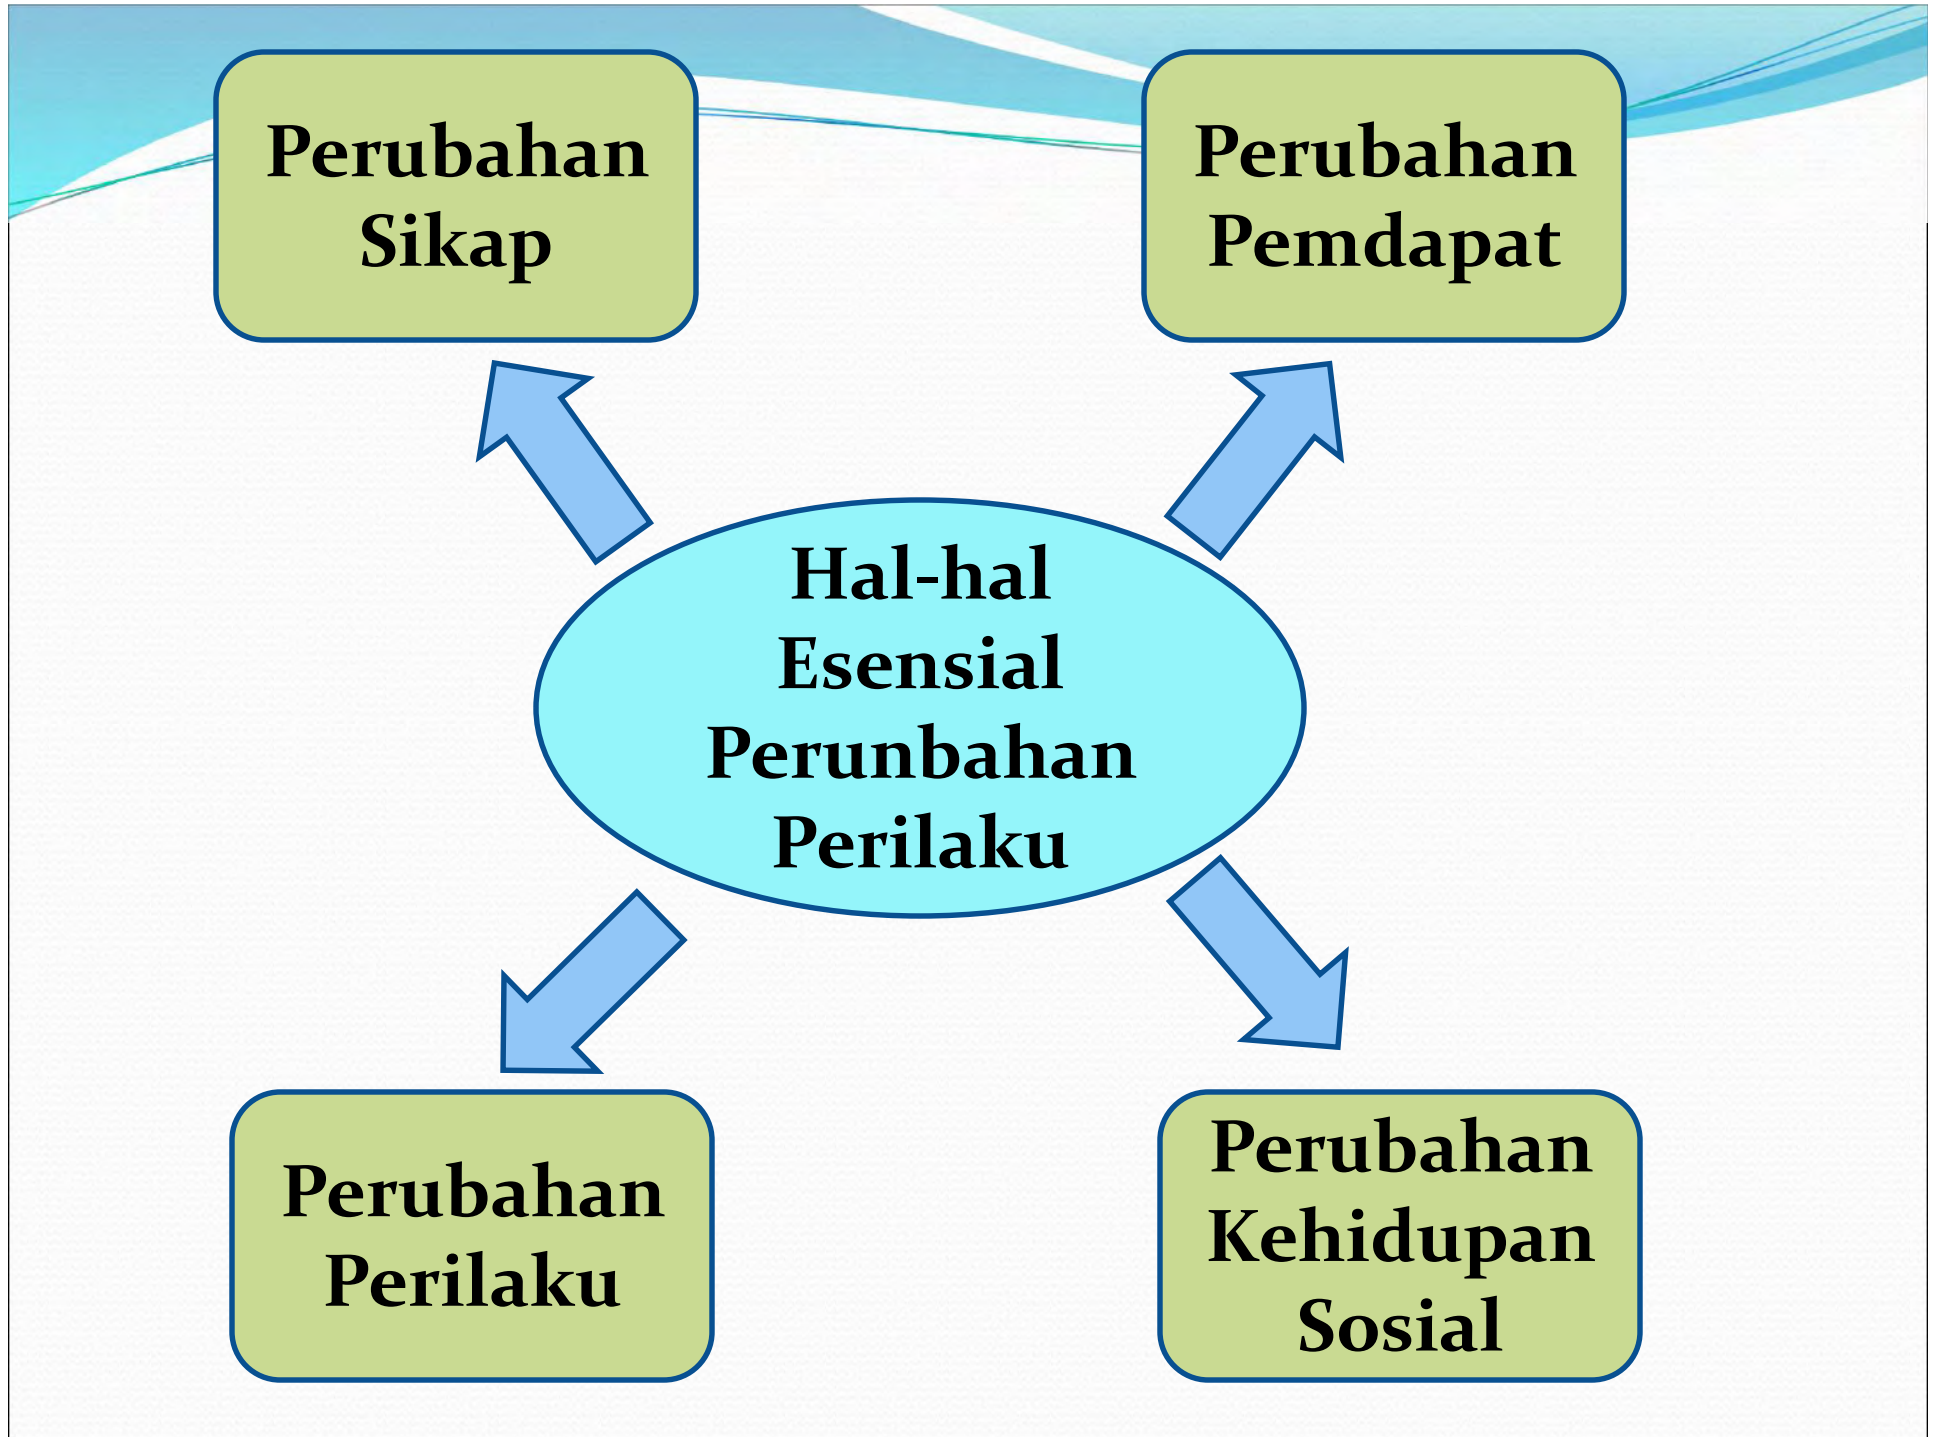 Perubahan
Sikap
Perubahan
Pemdapat
Hal-hal
Esensial
Perunbahan
Perilaku
Perubahan
Perilaku
Perubahan
Kehidupan
Sosial